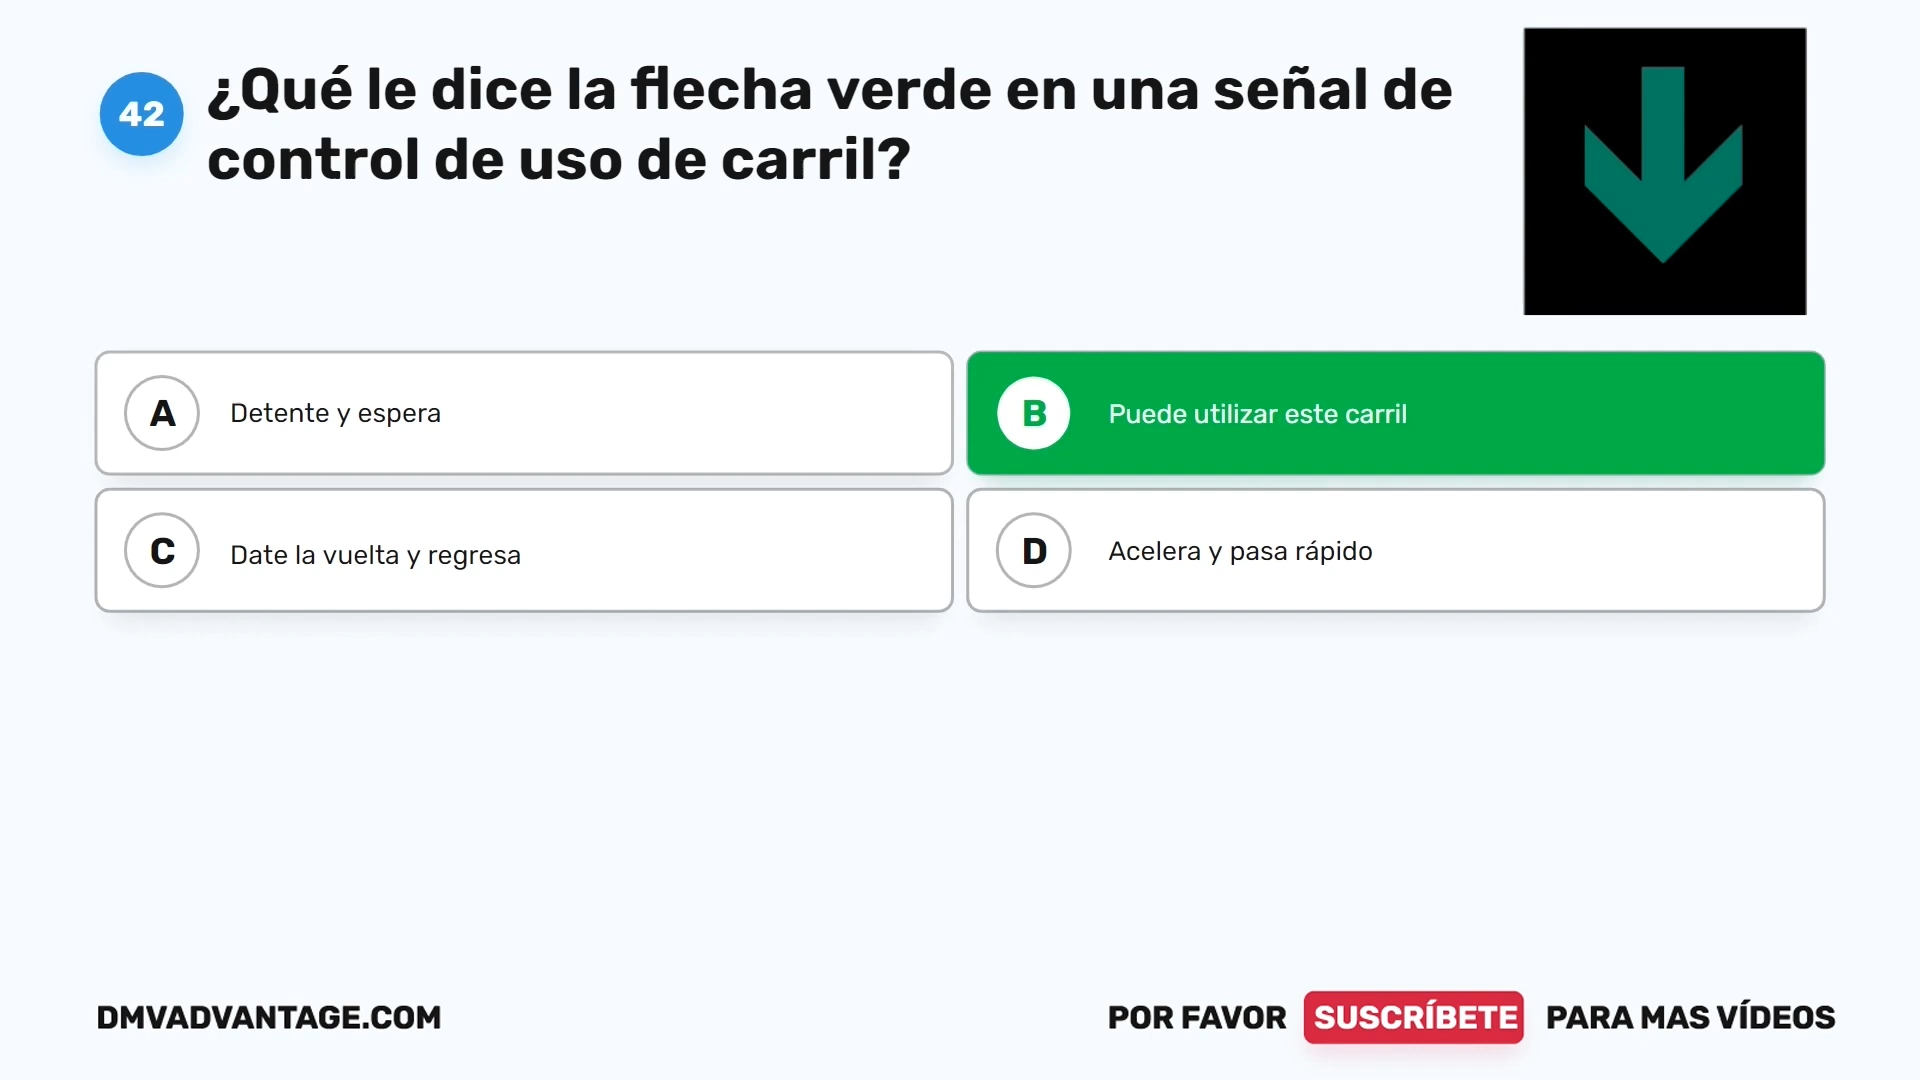 42
¿Qué le dice la flecha verde en una señal de
control de uso de carril?
A Detente y espera
B Puede utilizar este carril
C Date la vuelta y regresa
D Acelera y pasa rápido
DMVADVANTAGE.COM
POR FAVOR SUSCRÍBETE PARA MAS VÍDEOS